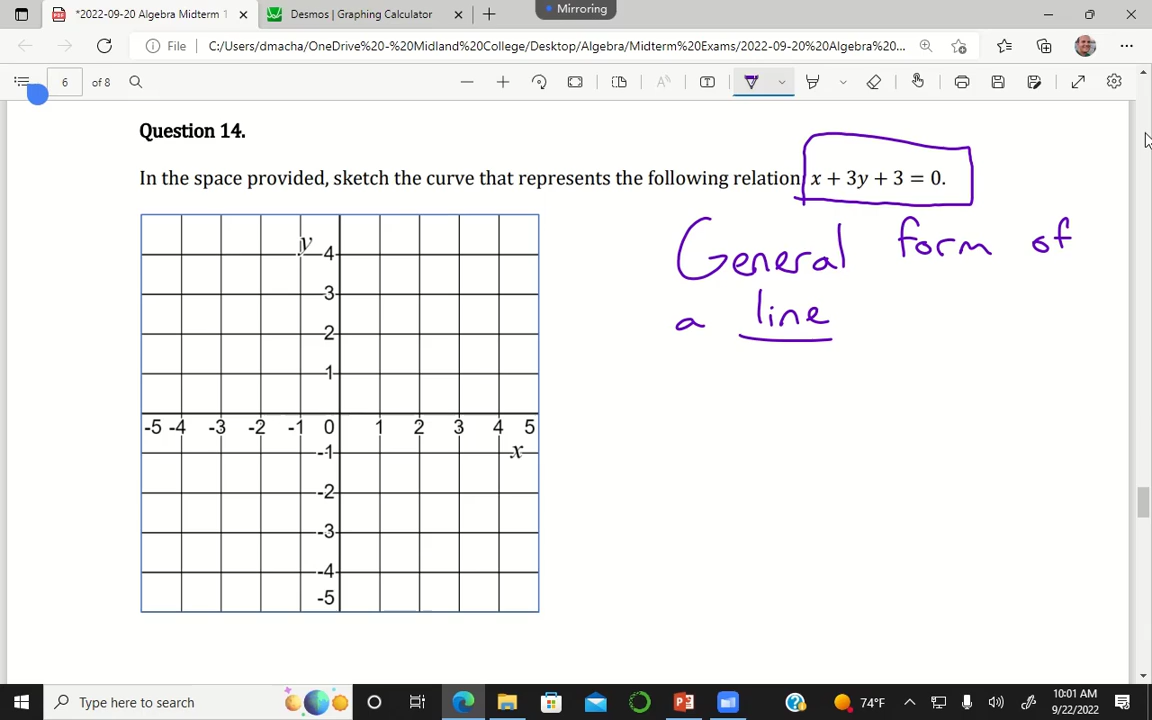 Mirroring
*2022-09-20 Algebra Midterm 1
Desmos | Graphing Calculator
File
C:/Users/dmacha/OneDrive%20-%20Midland%20College/Desktop/Algebra/Midterm%20Exams/2022-09-20%20Algebra%20...
6 of 8
Question 14.
In the space provided, sketch the curve that represents the following relation x + 3y + 3 = 0.
General form of
a line
y
4
3
2
1
-5 -4 -3 -2 -1 0 1 2 3 4 5
-1 x
-2
-3
-4
-5
Type here to search
74°F
10:01 AM
9/22/2022